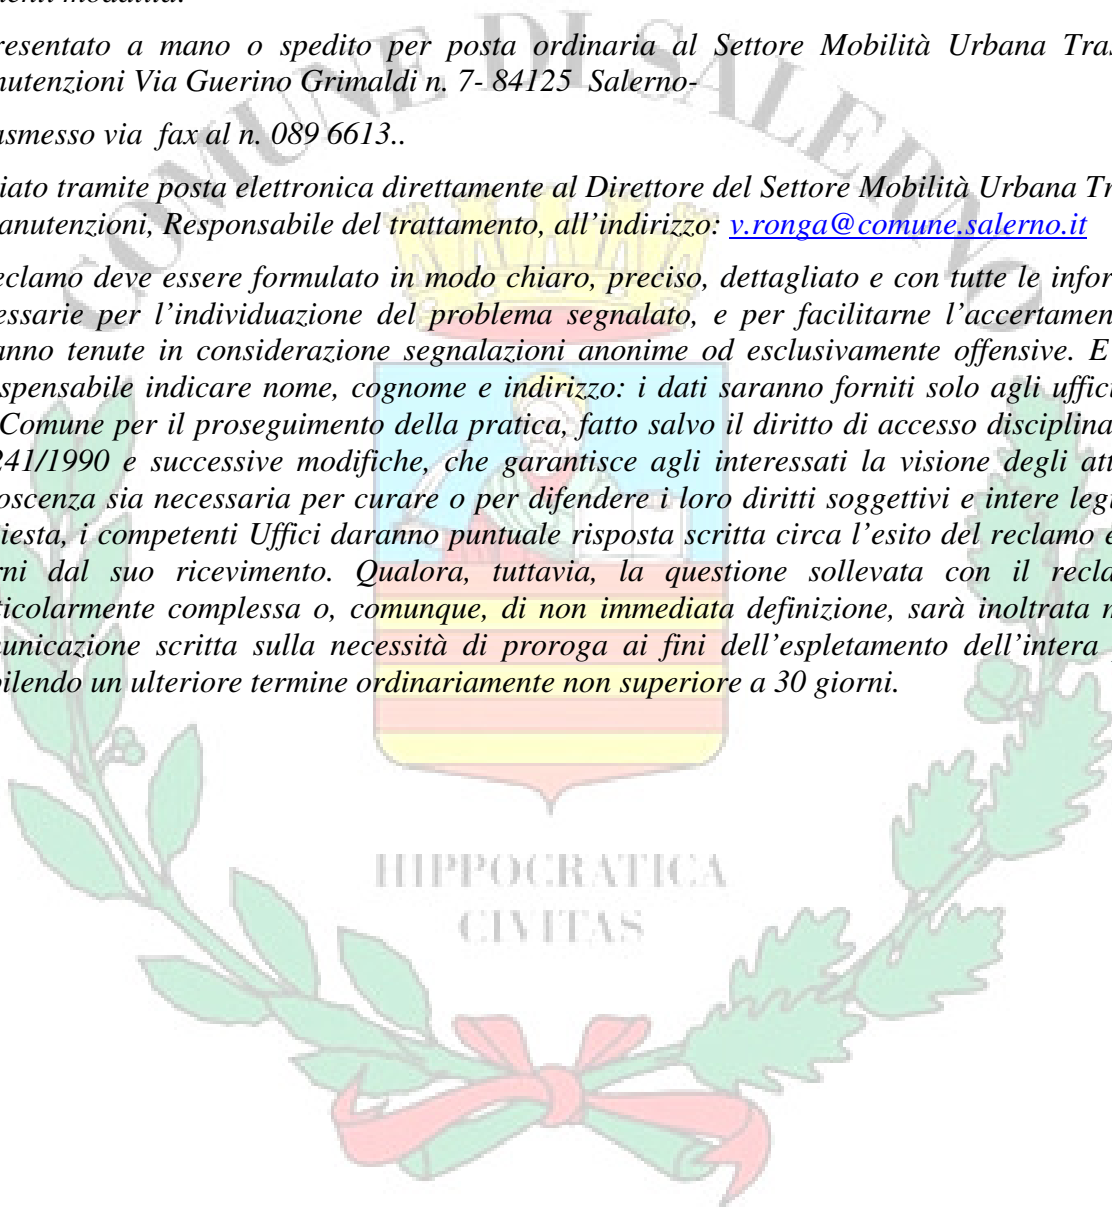 enti modalità:
resentato a mano o spedito per posta ordinaria al Settore Mobilità Urbana Tras
nutenzioni Via Guerino Grimaldi n. 7- 84125 Salerno-
asmesso via fax al n. 089 6613..
iato tramite posta elettronica direttamente al Direttore del Settore Mobilità Urbana Tr
anutenzioni, Responsabile del trattamento, all’indirizzo: v.ronga@comune.salerno.it
eclamo deve essere formulato in modo chiaro, preciso, dettagliato e con tutte le infor
essarie per l’individuazione del problema segnalato, e per facilitarne l’accertamen
anno tenute in considerazione segnalazioni anonime od esclusivamente offensive. E
ispensabile indicare nome, cognome e indirizzo: i dati saranno forniti solo agli uffici
Comune per il proseguimento della pratica, fatto salvo il diritto di accesso disciplina
241/1990 e successive modifiche, che garantisce agli interessati la visione degli att
oscenza sia necessaria per curare o per difendere i loro diritti soggettivi e intere legi
iesta, i competenti Uffici daranno puntuale risposta scritta circa l’esito del reclamo e
rni dal suo ricevimento. Qualora, tuttavia, la questione sollevata con il recla
ticolarmente complessa o, comunque, di non immediata definizione, sarà inoltrata n
unicazione scritta sulla necessità di proroga ai fini dell’espletamento dell’intera
bilendo un ulteriore termine ordinariamente non superiore a 30 giorni.
COMUNE DI SALERNO
HIPPOCRATICA
CIVITAS